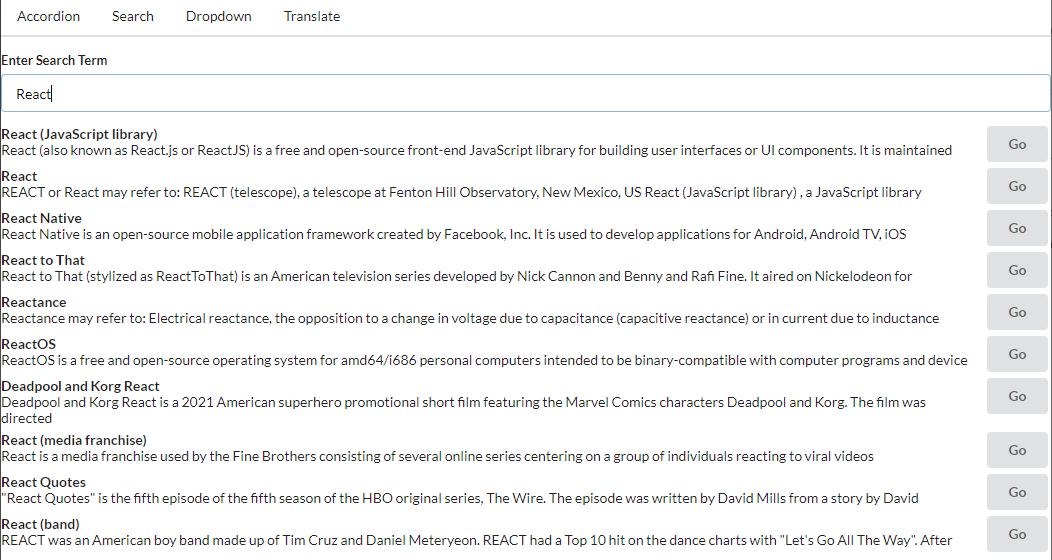 Accordion Search Dropdown Translate
Enter Search Term
React
React (JavaScript library)
React (also known as React.js or ReactJS) is a free and open-source front-end JavaScript library for building user interfaces or UI components. It is maintained
Go
React
REACT or React may refer to: REACT (telescope), a telescope at Fenton Hill Observatory, New Mexico, US React (JavaScript library) , a JavaScript library
Go
React Native
React Native is an open-source mobile application framework created by Facebook, Inc. It is used to develop applications for Android, Android TV, iOS
Go
React to That
React to That (stylized as ReactToThat) is an American television series developed by Nick Cannon and Benny and Rafi Fine. It aired on Nickelodeon for
Go
Reactance
Reactance may refer to: Electrical reactance, the opposition to a change in voltage due to capacitance (capacitive reactance) or in current due to inductance
Go
ReactOS
ReactOS is a free and open-source operating system for amd64/i686 personal computers intended to be binary-compatible with computer programs and device
Go
Deadpool and Korg React
Deadpool and Korg React is a 2021 American superhero promotional short film featuring the Marvel Comics characters Deadpool and Korg. The film was
directed
Go
React (media franchise)
React is a media franchise used by the Fine Brothers consisting of several online series centering on a group of individuals reacting to viral videos
Go
React Quotes
"React Quotes" is the fifth episode of the fifth season of the HBO original series, The Wire. The episode was written by David Mills from a story by David
Go
React (band)
REACT was an American boy band made up of Tim Cruz and Daniel Meteryeon. REACT had a Top 10 hit on the dance charts with "Let's Go All The Way". After
Go